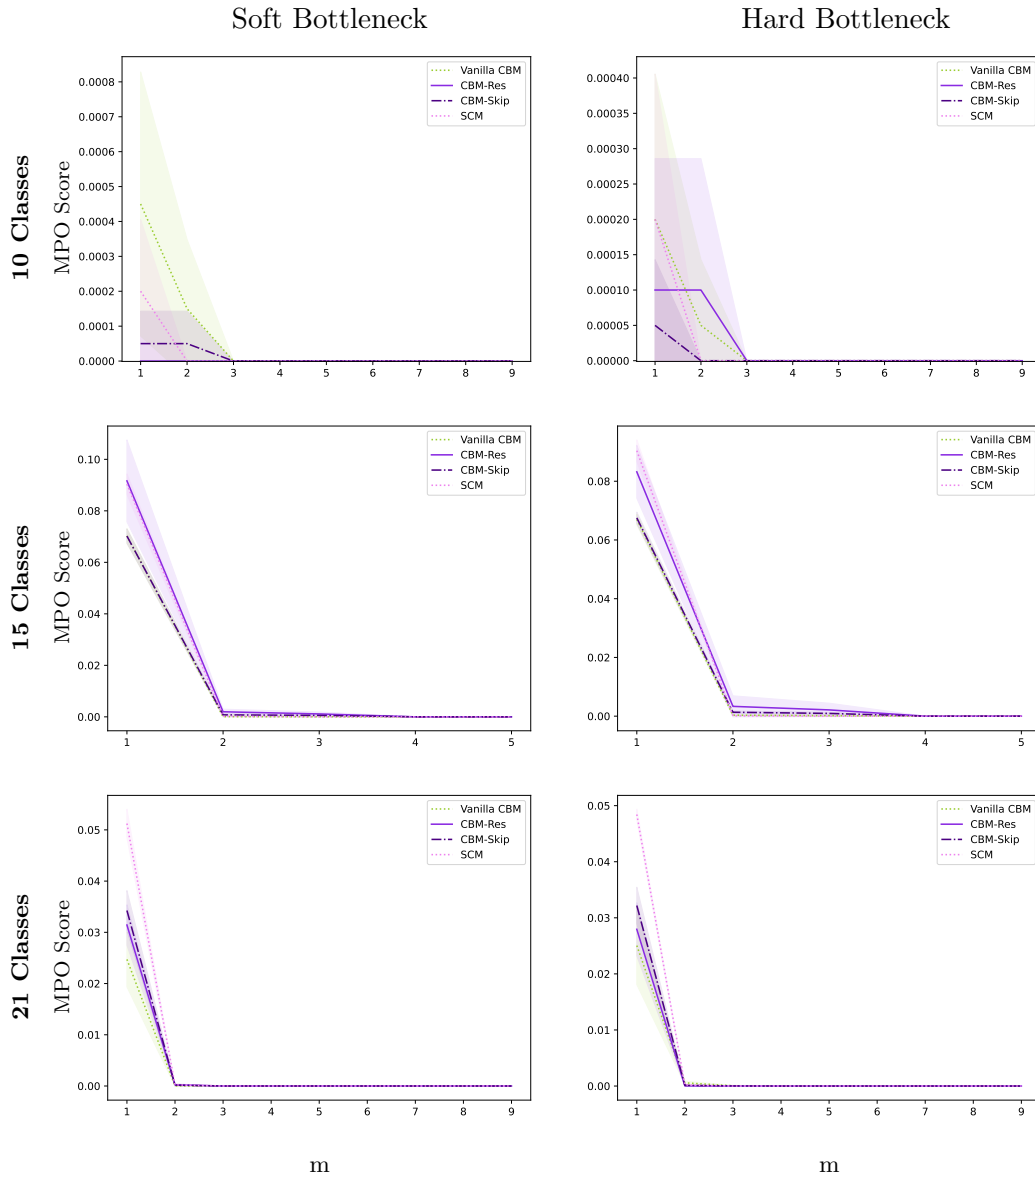 Soft Bottleneck
Hard Bottleneck
10 Classes
MPO Score
0.0008
0.0007
0.0006
0.0005
0.0004
0.0003
0.0002
0.0001
0.0000
1 2 3 4 5 6 7 8 9
Vanilla CBM
CBM-Res
CBM-Skip
SCM
0.00040
0.00035
0.00030
0.00025
0.00020
0.00015
0.00010
0.00005
0.00000
1 2 3 4 5 6 7 8 9
Vanilla CBM
CBM-Res
CBM-Skip
SCM
15 Classes
MPO Score
0.10
0.08
0.06
0.04
0.02
0.00
1 2 3 4 5
Vanilla CBM
CBM-Res
CBM-Skip
SCM
0.08
0.06
0.04
0.02
0.00
1 2 3 4 5
Vanilla CBM
CBM-Res
CBM-Skip
SCM
21 Classes
MPO Score
0.05
0.04
0.03
0.02
0.01
0.00
1 2 3 4 5 6 7 8 9
Vanilla CBM
CBM-Res
CBM-Skip
SCM
0.05
0.04
0.03
0.02
0.01
0.00
1 2 3 4 5 6 7 8 9
Vanilla CBM
CBM-Res
CBM-Skip
SCM
m
m